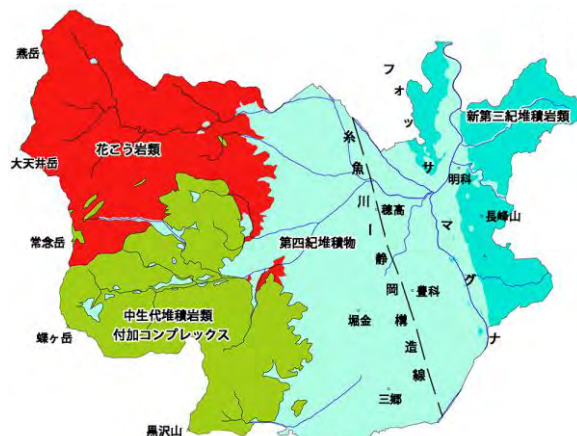 燕岳
大天井岳
常念岳
蝶ヶ岳
黒沢山
花こう岩類
中生代堆積岩類
付加コンプレックス
第四紀堆積物
新第三紀堆積岩類
フォッサマグナ
糸魚川ー静岡構造線
明科
長峰山
穂高
豊科
堀金
三郷